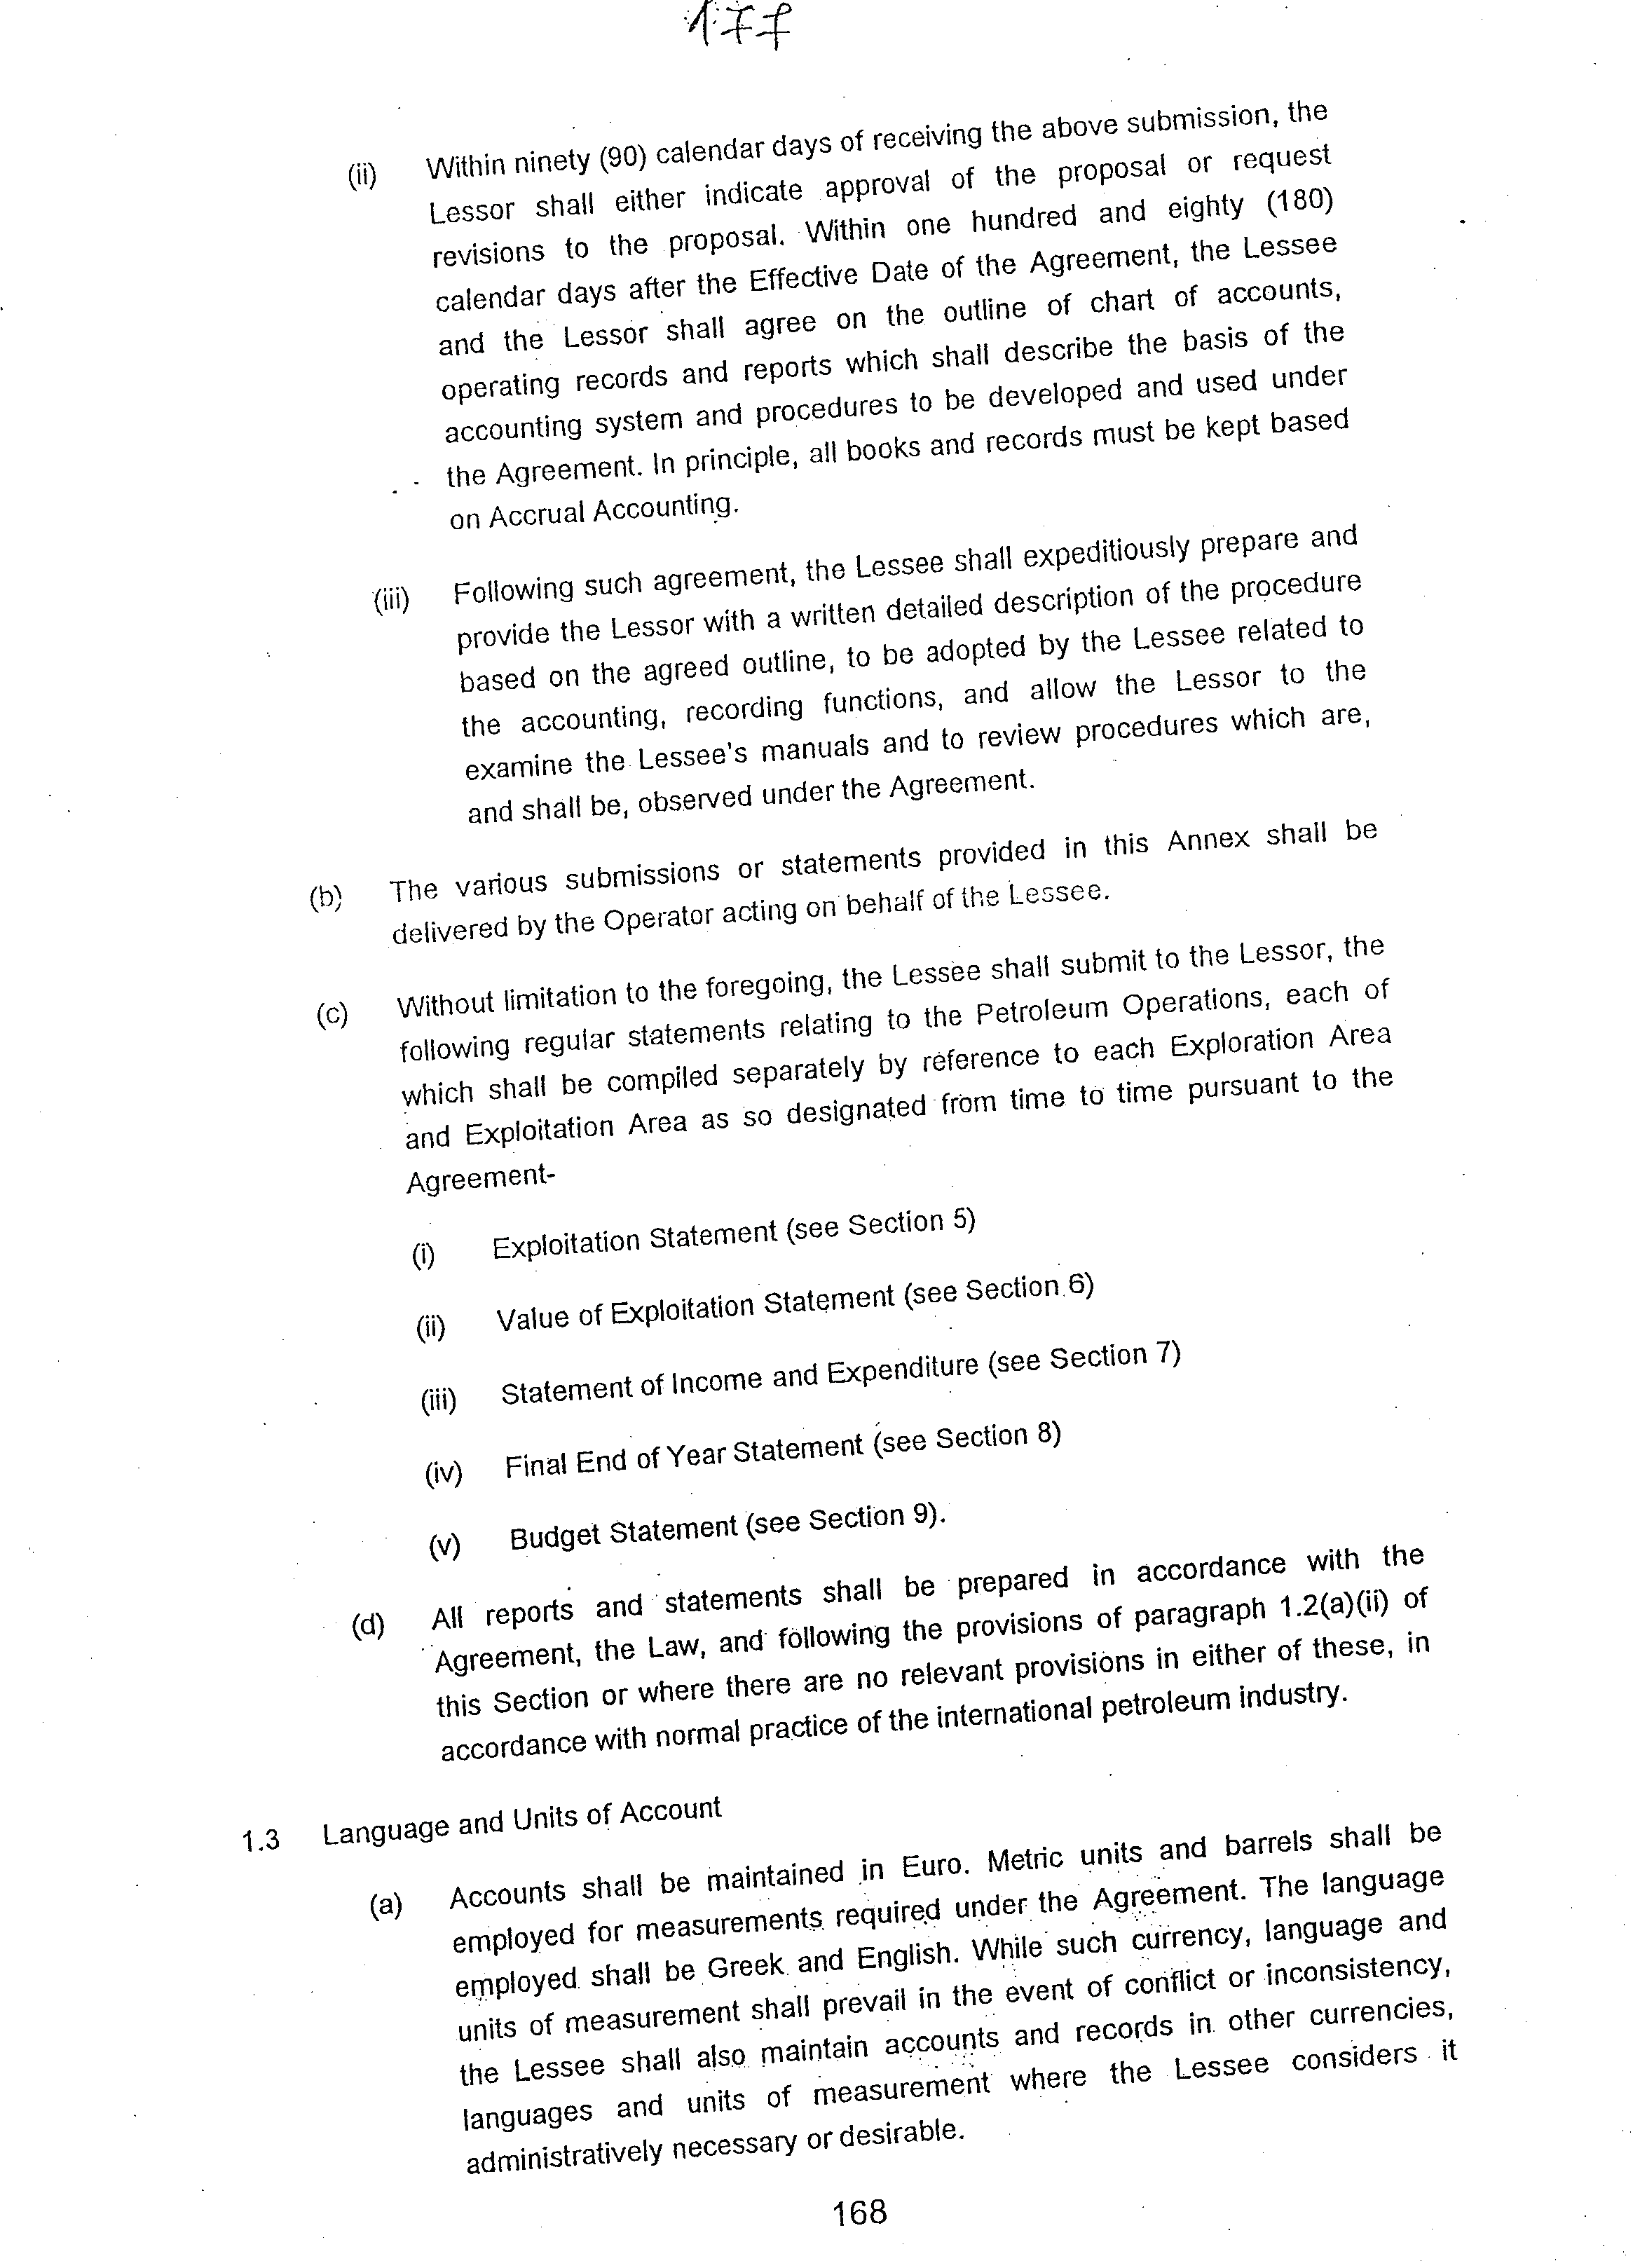 177
(ii) Within ninety (90) calendar days of receiving the above submission, the
Lessor shall either indicate approval of the proposal or request
revisions to the proposal. Within one hundred and eighty (180)
calendar days after the Effective Date of the Agreement, the Lessee
and the Lessor shall agree on the outline of chart of accounts,
operating records and reports which shall describe the basis of the
accounting system and procedures to be developed and used under
the Agreement. In principle, all books and records must be kept based
on Accrual Accounting.
(iii) Following such agreement, the Lessee shall expeditiously prepare and
provide the Lessor with a written detailed description of the procedure
based on the agreed outline, to be adopted by the Lessee related to
the accounting, recording functions, and allow the Lessor to the
examine the Lessee's manuals and to review procedures which are,
and shall be, observed under the Agreement.
(b) The various submissions or statements provided in this Annex shall be
delivered by the Operator acting on behalf of the Lessee.
(c) Without limitation to the foregoing, the Lessee shall submit to the Lessor, the
following regular statements relating to the Petroleum Operations, each of
which shall be compiled separately by reference to each Exploration Area
and Exploitation Area as so designated from time to time pursuant to the
Agreement-
(i) Exploitation Statement (see Section 5)
(ii) Value of Exploitation Statement (see Section 6)
(iii) Statement of Income and Expenditure (see Section 7)
(iv) Final End of Year Statement (see Section 8)
(v) Budget Statement (see Section 9).
(d) All reports and statements shall be prepared in accordance with the
Agreement, the Law, and following the provisions of paragraph 1.2(a)(ii) of
this Section or where there are no relevant provisions in either of these, in
accordance with normal practice of the international petroleum industry.
1.3 Language and Units of Account
(a) Accounts shall be maintained in Euro. Metric units and barrels shall be
employed for measurements required under the Agreement. The language
employed shall be Greek and English. While such currency, language and
units of measurement shall prevail in the event of conflict or inconsistency,
the Lessee shall also maintain accounts and records in other currencies,
languages and units of measurement where the Lessee considers it
administratively necessary or desirable.
168